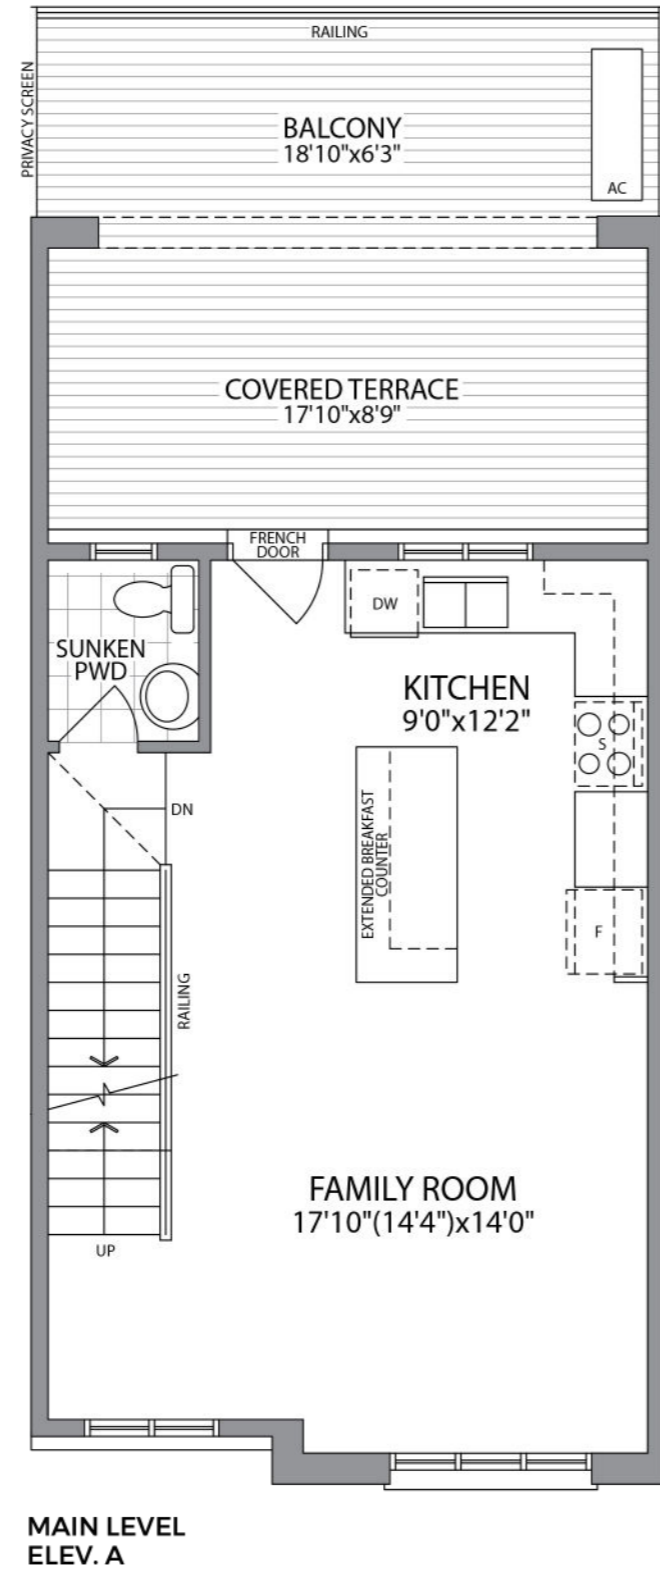 RAILING
PRIVACY SCREEN
BALCONY
18'10"x6'3"
AC
COVERED TERRACE
17'10"x8'9"
FRENCH
DOOR
DW
SUNKEN
PWD
KITCHEN
9'0"x12'2"
S
DN
EXTENDED BREAKFAST
COUNTER
F
RAILING
FAMILY ROOM
17'10"(14'4")x14'0"
UP
MAIN LEVEL
ELEV. A